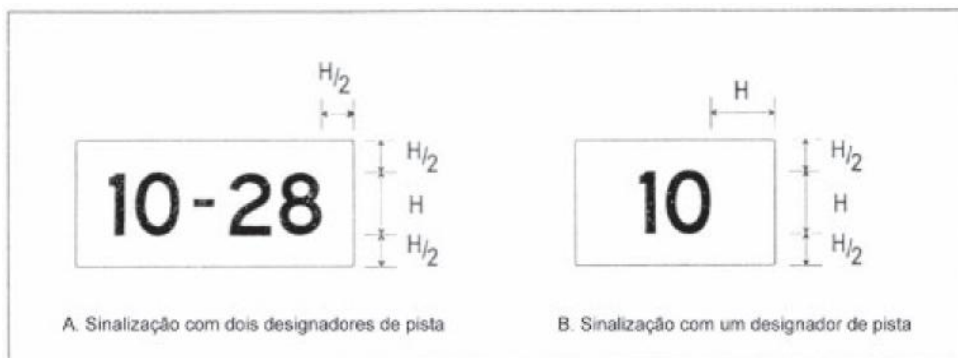 H/2
10-28
H/2
H
H/2
A. Sinalização com dois designadores de pista
H
10
H/2
H
H/2
B. Sinalização com um designador de pista